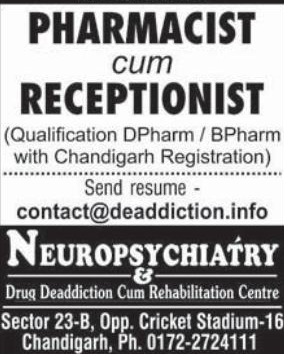 PHARMACIST
cum
RECEPTIONIST
(Qualification DPharm / BPharm
with Chandigarh Registration)
Send resume -
contact@deaddiction.info
NEUROPSYCHIATRY
&
Drug Deaddiction Cum Rehabilitation Centre
Sector 23-B, Opp. Cricket Stadium-16
Chandigarh, Ph. 0172-2724111